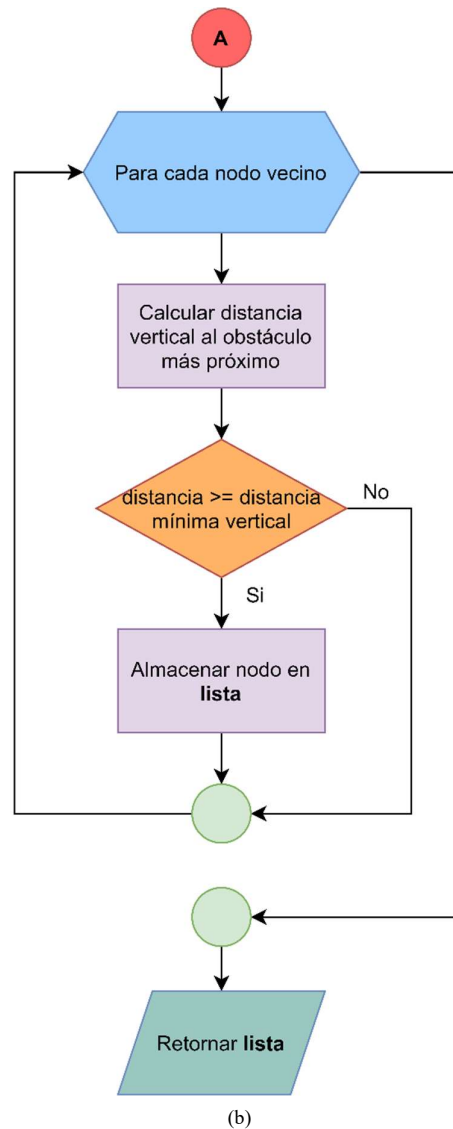 A
Para cada nodo vecino
Calcular distancia
vertical al obstáculo
más próximo
distancia >= distancia
mínima vertical
No
Si
Almacenar nodo en
lista
Retornar lista
(b)